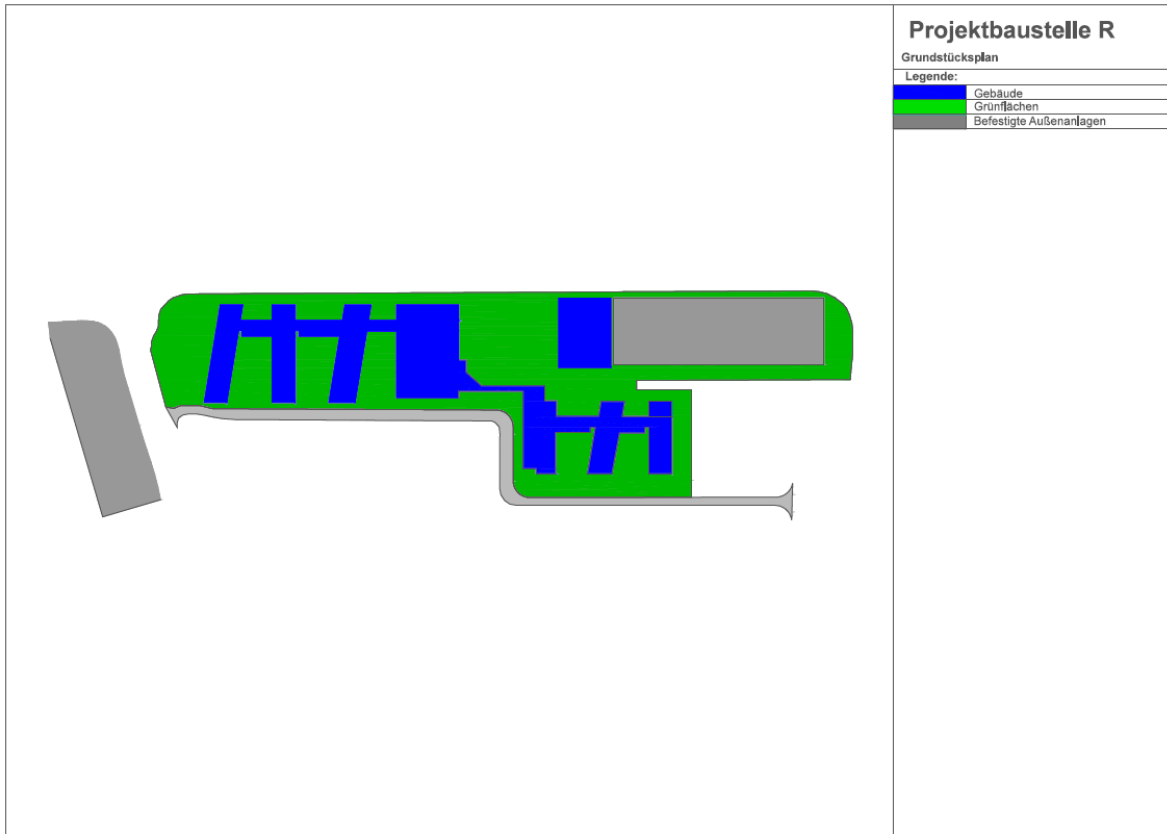 Projektbaustelle R
Grundstücksplan
Legende:
Gebäude
Grünflächen
Befestigte Außenanlagen